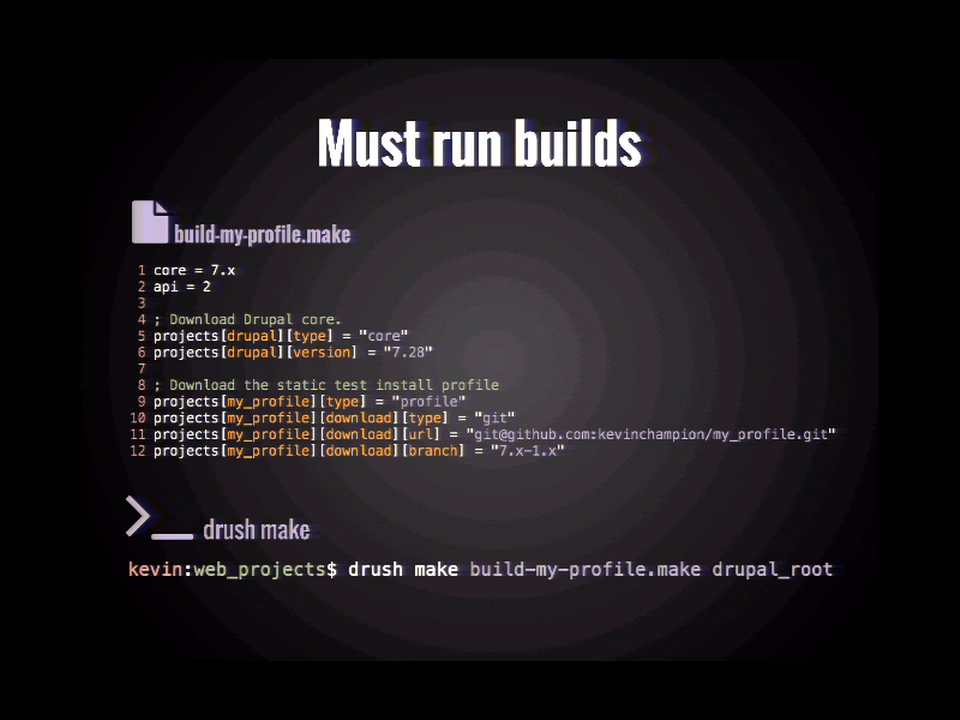 Must run builds
build-my-profile.make
1 core = 7.x
2 api = 2
3
4 ; Download Drupal core.
5 projects[drupal][type] = "core"
6 projects[drupal][version] = "7.28"
7
8 ; Download the static test install profile
9 projects[my_profile][type] = "profile"
10 projects[my_profile][download][type] = "git"
11 projects[my_profile][download][url] = "git@github.com:kevinchampion/my_profile.git"
12 projects[my_profile][download][branch] = "7.x-1.x"
drush make
kevin:web_projects$ drush make build-my-profile.make drupal_root